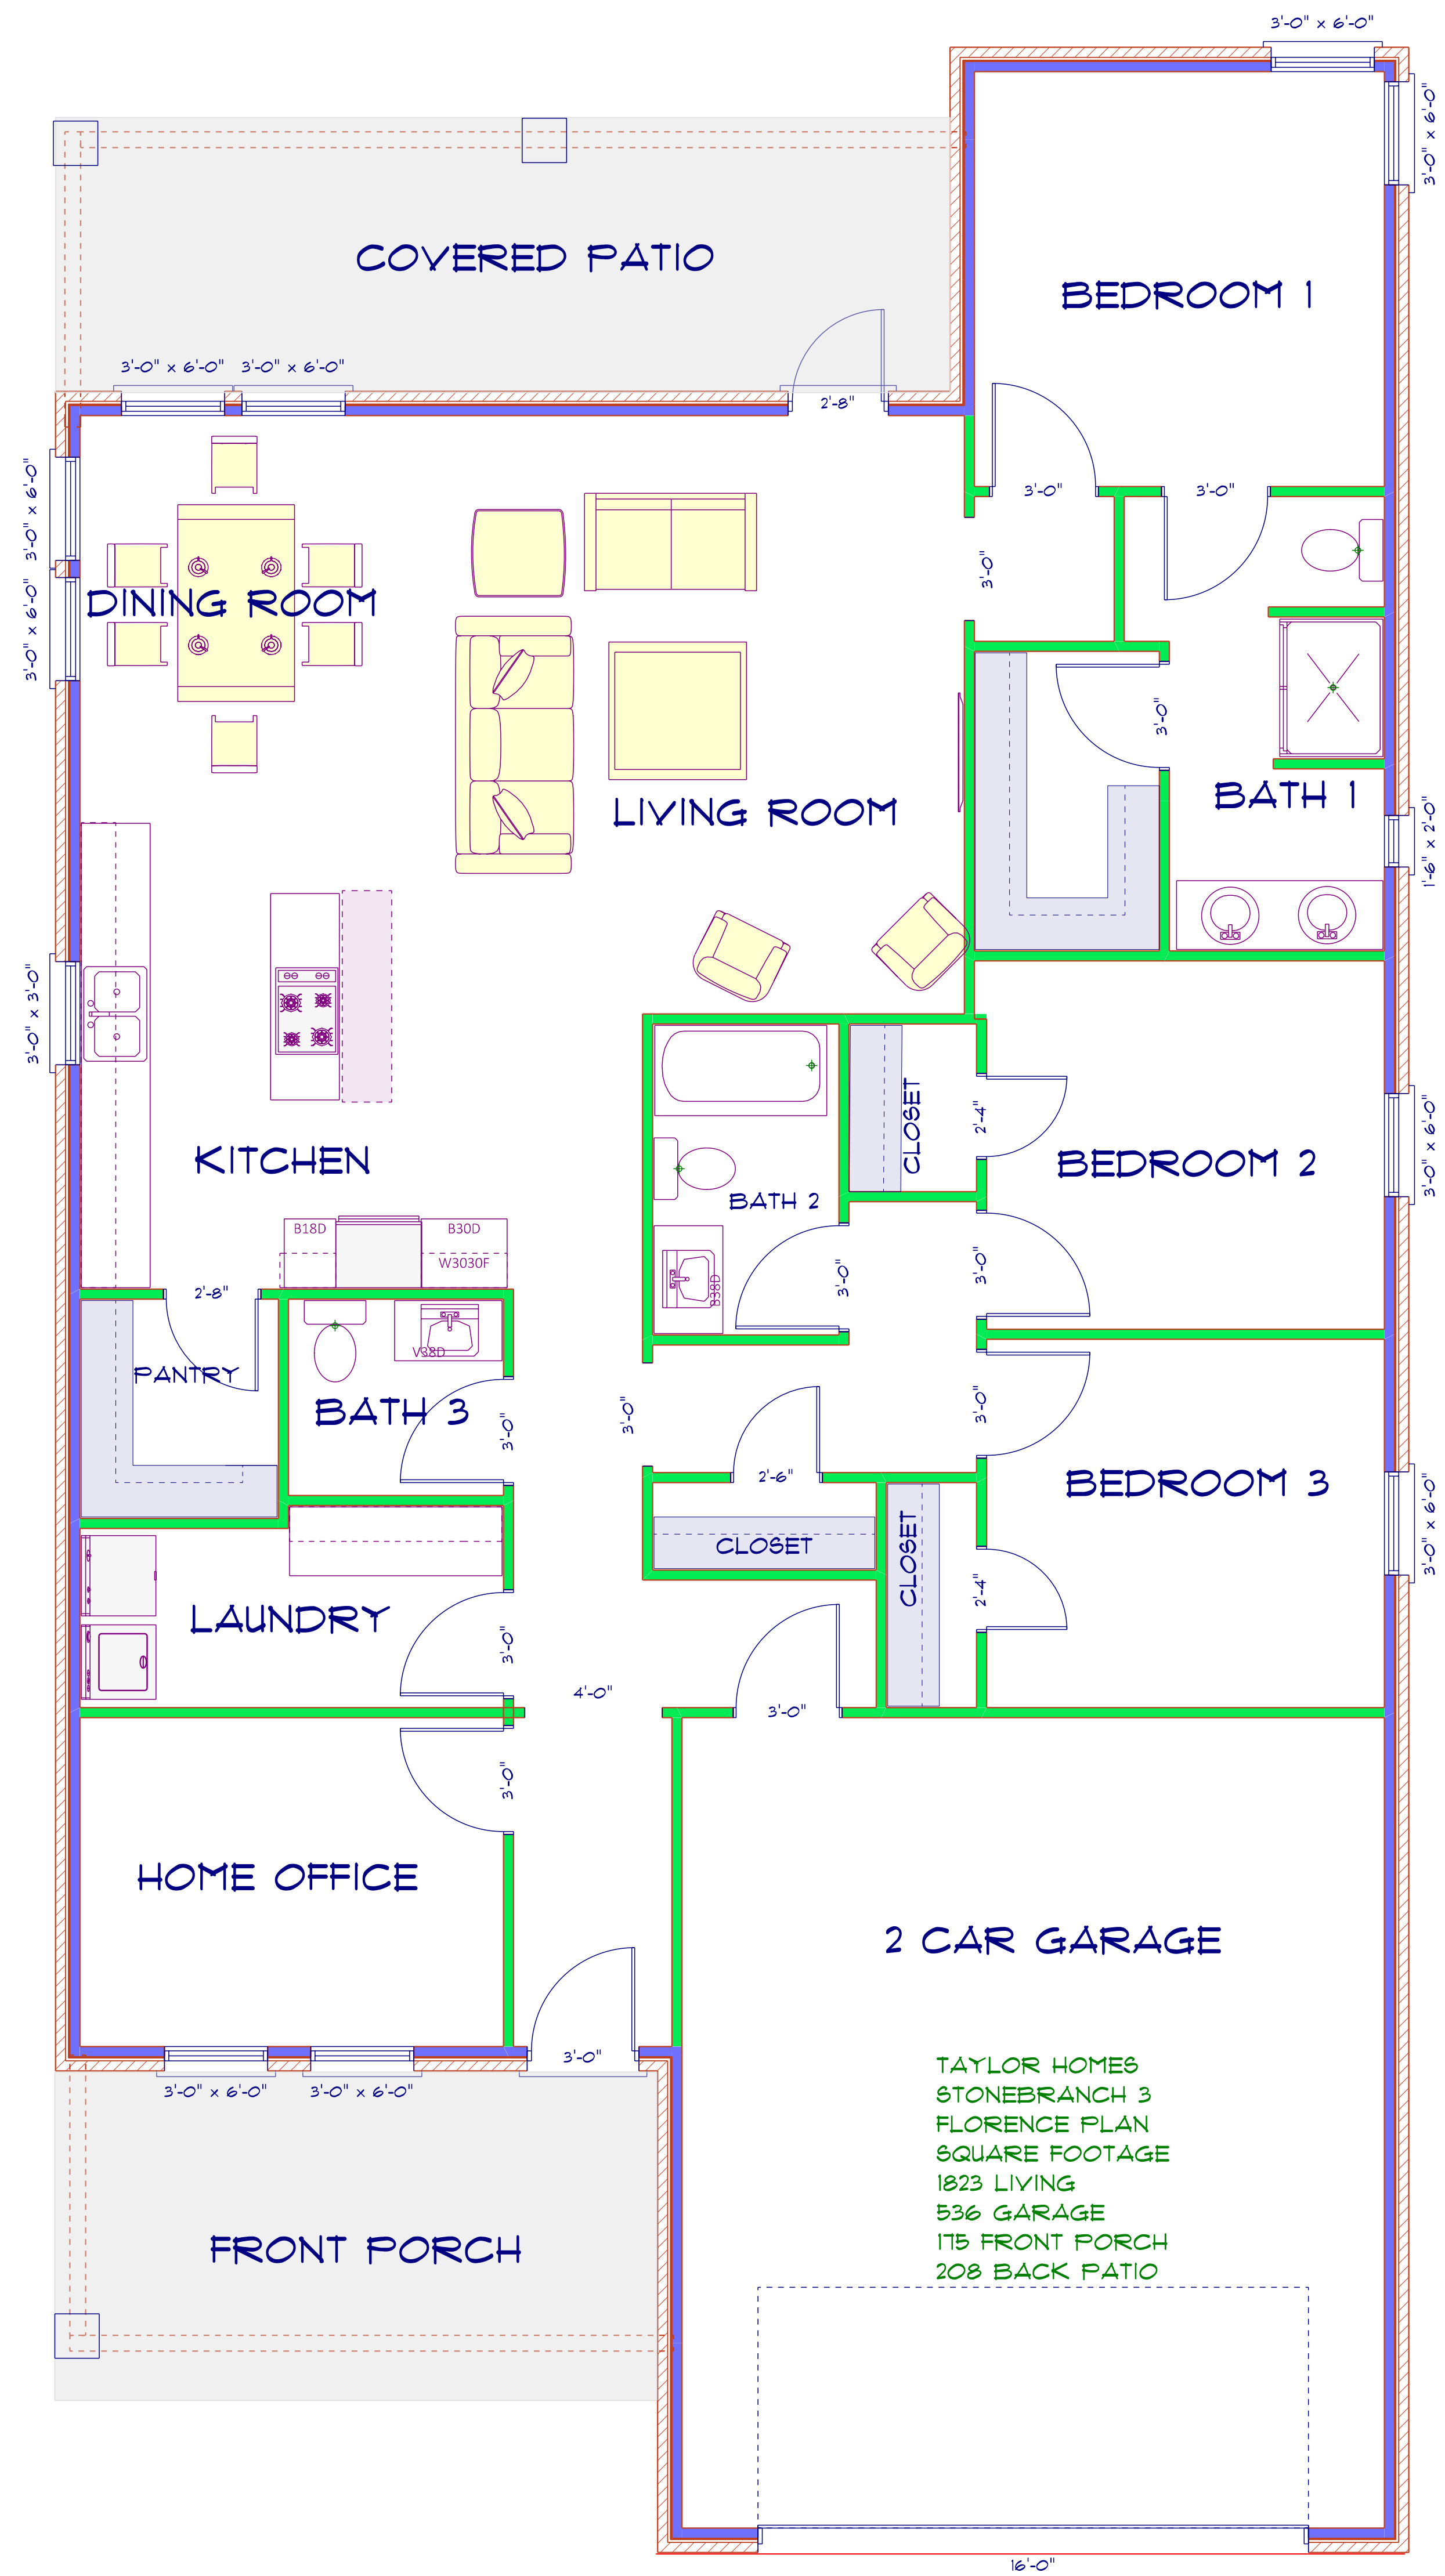 3'-0" x 6'-0"
3'-0" x 6'-0"
COVERED PATIO
BEDROOM 1
3'-0" x 6'-0"
3'-0" x 6'-0"
2'-8"
3'-0"
3'-0"
3'-0" x 6'-0"
3'-0"
3'-0" x 6'-0"
DINING ROOM
3'-0"
LIVING ROOM
BATH 1
1'-6" x 2'-0"
3'-0" x 3'-0"
CLOSET
2'-4"
KITCHEN
BEDROOM 2
3'-0" x 6'-0"
BATH 2
B18D
B30D
W3030F
3'-0"
3'-0"
B38D
2'-8"
V38D
PANTRY
BATH 3
3'-0"
3'-0"
3'-0"
2'-6"
BEDROOM 3
3'-0" x 6'-0"
CLOSET
CLOSET
2'-4"
LAUNDRY
3'-0"
4'-0"
3'-0"
3'-0"
HOME OFFICE
2 CAR GARAGE
3'-0"
3'-0" x 6'-0"
3'-0" x 6'-0"
TAYLOR HOMES
STONEBRANCH 3
FLORENCE PLAN
SQUARE FOOTAGE
1823 LIVING
536 GARAGE
175 FRONT PORCH
208 BACK PATIO
FRONT PORCH
16'-0"